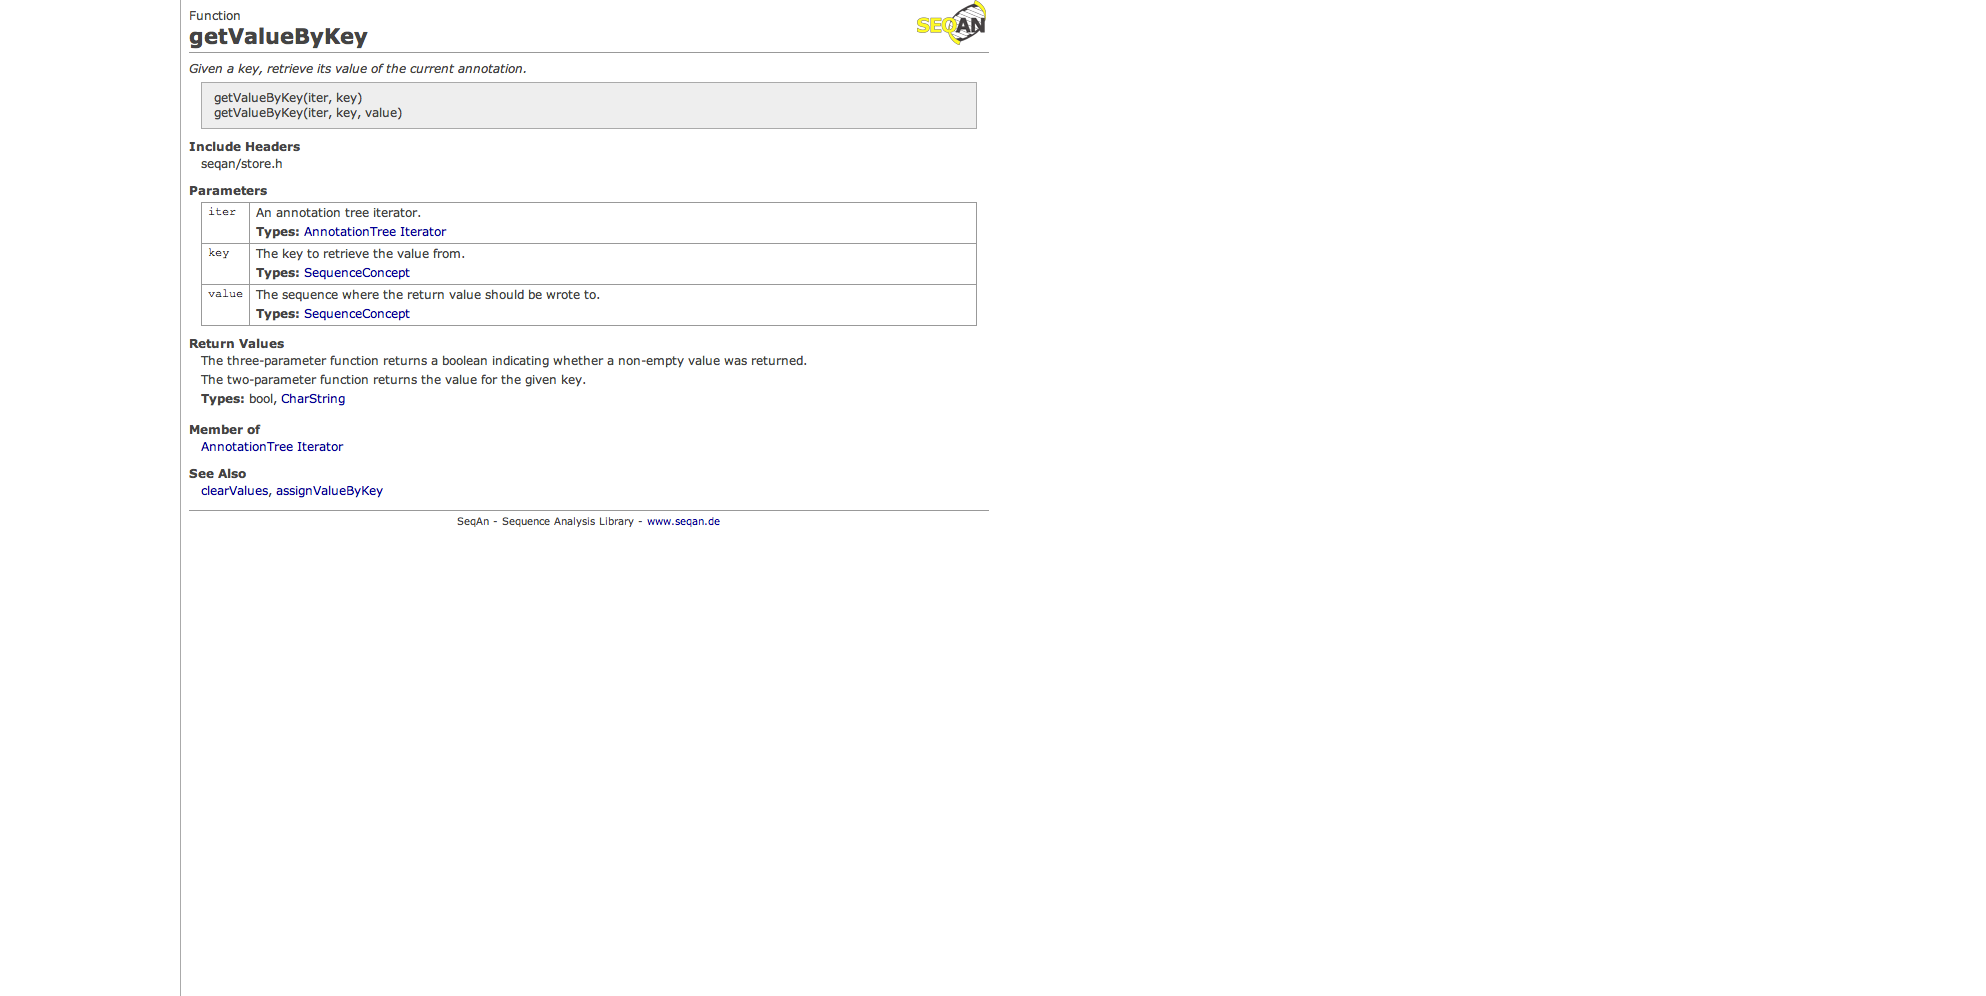 Function
SEQAN
getValueByKey
Given a key, retrieve its value of the current annotation.
getValueByKey(iter, key)
getValueByKey(iter, key, value)
Include Headers
seqan/store.h
Parameters
iter An annotation tree iterator.
Types: AnnotationTree Iterator
key The key to retrieve the value from.
Types: SequenceConcept
value The sequence where the return value should be wrote to.
Types: SequenceConcept
Return Values
The three-parameter function returns a boolean indicating whether a non-empty value was returned.
The two-parameter function returns the value for the given key.
Types: bool, CharString
Member of
AnnotationTree Iterator
See Also
clearValues, assignValueByKey
SeqAn - Sequence Analysis Library - www.seqan.de